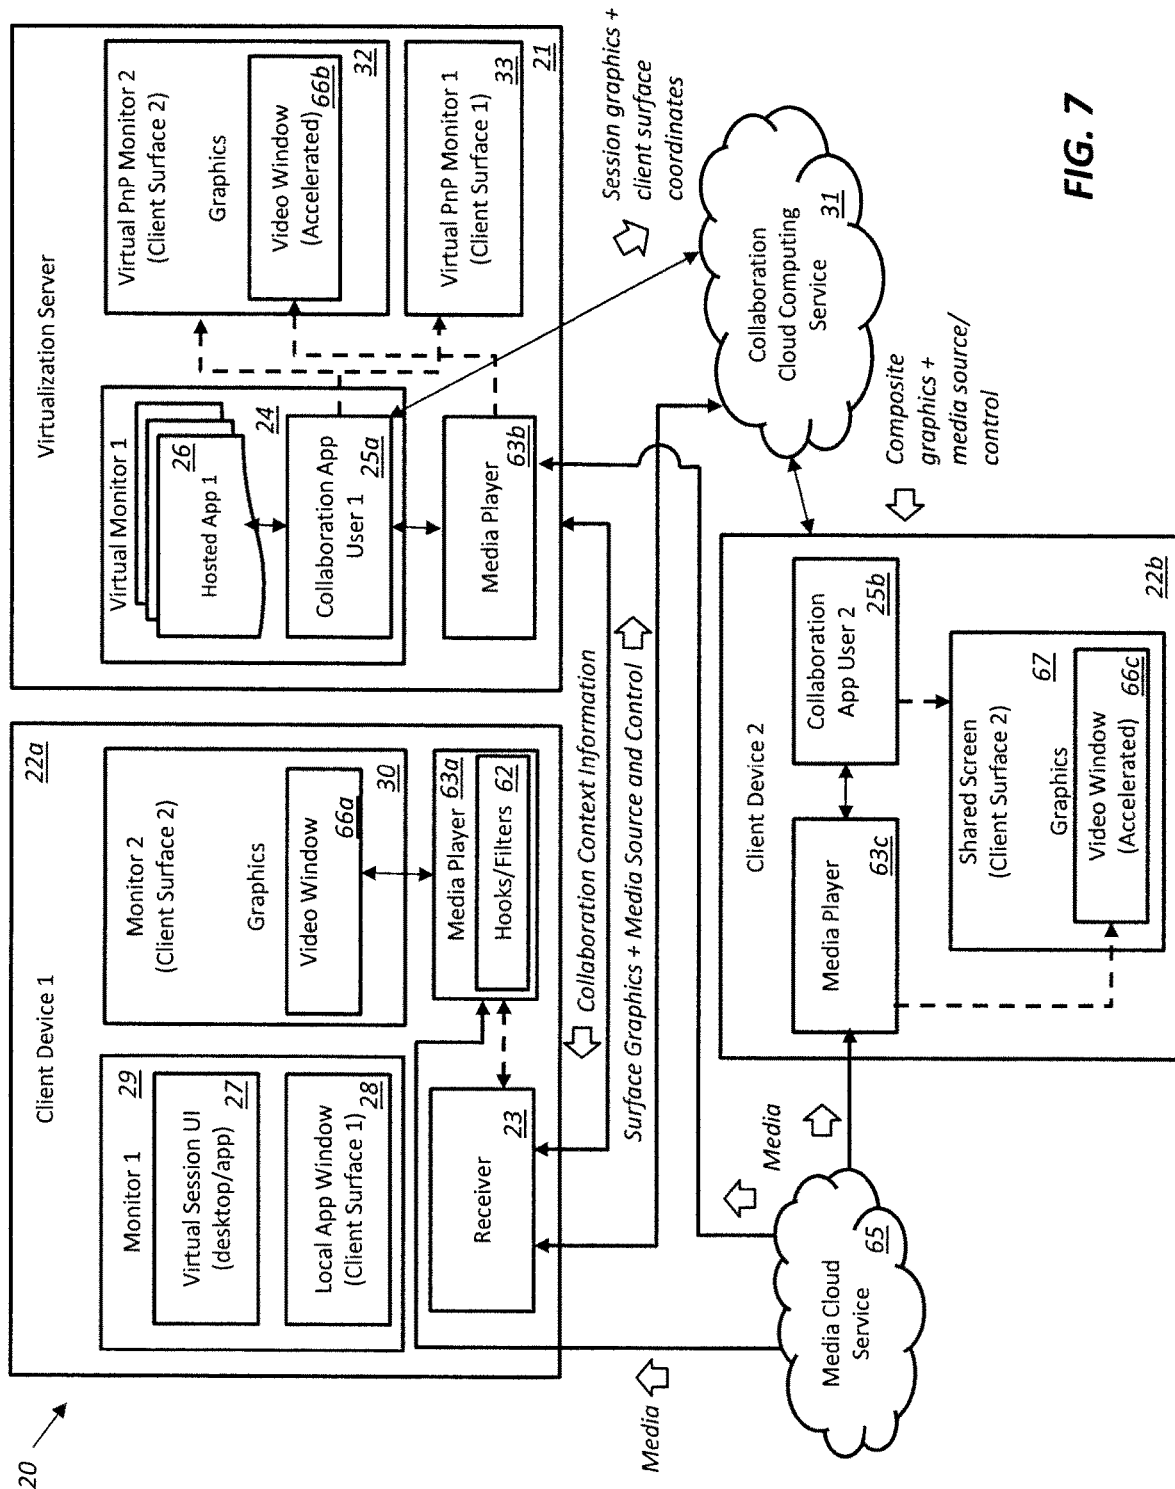 20
Client Device 1
22a
Monitor 1
29
Virtual Session UI
(desktop/app)
27
Local App Window
(Client Surface 1)
28
Monitor 2
(Client Surface 2)
Graphics
Video Window
66a
30
Receiver
23
Media Player
63a
Hooks/Filters
62
Virtualization Server
Virtual Monitor 1
Hosted App 1
26
24
Collaboration App
User 1
25a
Media Player
63b
Virtual PnP Monitor 2
(Client Surface 2)
Graphics
Video Window
(Accelerated)
66b
32
Virtual PnP Monitor 1
(Client Surface 1)
33
21
Collaboration Context Information
Surface Graphics + Media Source and Control
Session graphics +
client surface
coordinates
Media
Media
Media Cloud
Service
65
Client Device 2
Media Player
63c
Collaboration
App User 2
25b
Shared Screen
(Client Surface 2)
67
Graphics
Video Window
(Accelerated)
66c
22b
Collaboration
Cloud Computing
Service
31
Composite
graphics +
media source/
control
FIG. 7